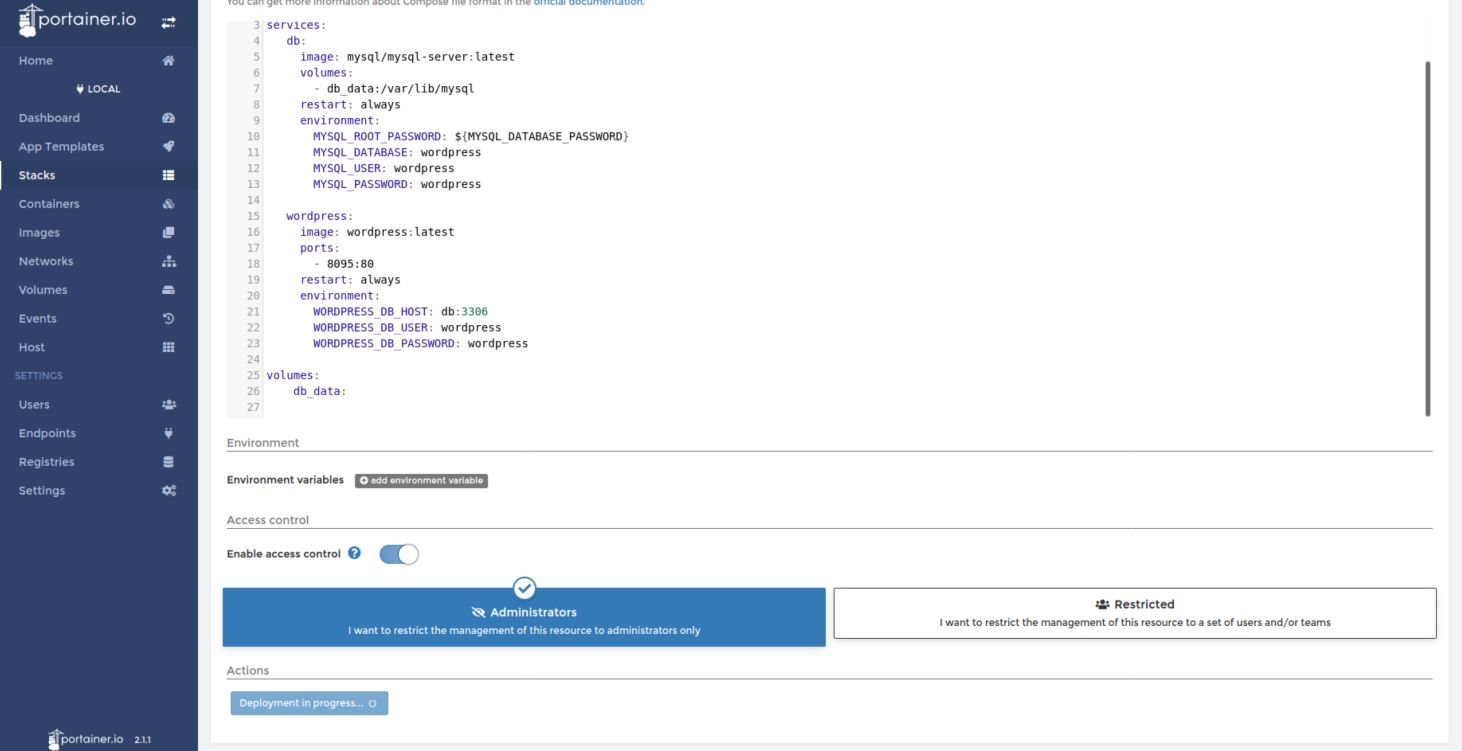 portainer.io
Home
LOCAL
Dashboard
App Templates
Stacks
Containers
Images
Networks
Volumes
Events
Host
SETTINGS
Users
Endpoints
Registries
Settings
portainer.io 2.1.1
You can get more information about Compose file format in the official documentation.
3 services:
4 db:
5 image: mysql/mysql-server:latest
6 volumes:
7 - db_data:/var/lib/mysql
8 restart: always
9 environment:
10 MYSQL_ROOT_PASSWORD: ${MYSQL_DATABASE_PASSWORD}
11 MYSQL_DATABASE: wordpress
12 MYSQL_USER: wordpress
13 MYSQL_PASSWORD: wordpress
14
15 wordpress:
16 image: wordpress:latest
17 ports:
18 - 8095:80
19 restart: always
20 environment:
21 WORDPRESS_DB_HOST: db:3306
22 WORDPRESS_DB_USER: wordpress
23 WORDPRESS_DB_PASSWORD: wordpress
24
25 volumes:
26 db_data:
27
Environment
Environment variables add environment variable
Access control
Enable access control ?
Administrators
I want to restrict the management of this resource to administrators only
Restricted
I want to restrict the management of this resource to a set of users and/or teams
Actions
Deployment in progress...